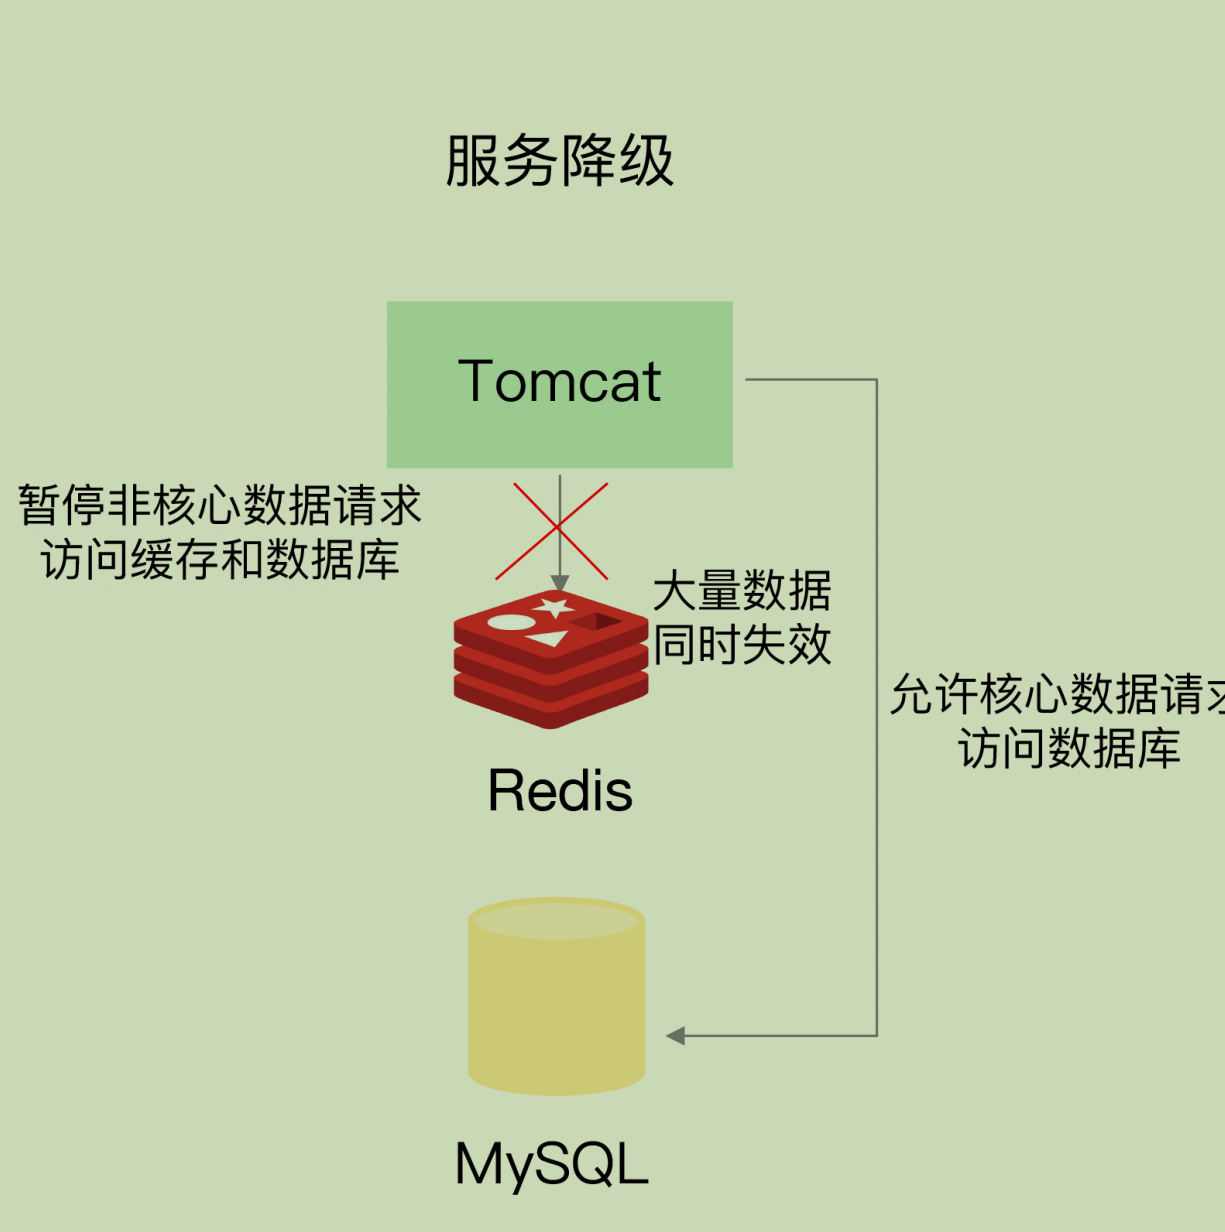 服务降级
Tomcat
暂停非核心数据请求
访问缓存和数据库
大量数据
同时失效
允许核心数据请求
访问数据库
Redis
MySQL